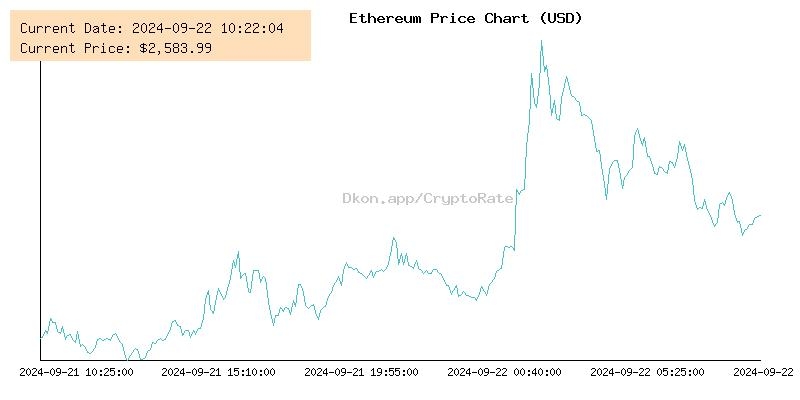 Ethereum Price Chart (USD)
Current Date: 2024-09-22 10:22:04
Current Price: $2,583.99
Dkon.app/CryptoRate
2024-09-21 10:25:00
2024-09-21 15:10:00
2024-09-21 19:55:00
2024-09-22 00:40:00
2024-09-22 05:25:00
2024-09-22